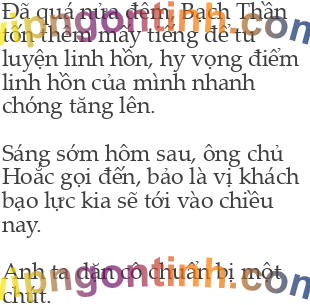 Đã quá nửa đêm, Bạch Thần
tốn thêm mấy tiếng để tu
luyện linh hồn, hy vọng điểm
linh hồn của mình nhanh
chóng tăng lên.
Sáng sớm hôm sau, ông chủ
Hoắc gọi đến, bảo là vị khách
bạo lực kia sẽ tới vào chiều
nay.
Anh ta dặn cô chuẩn bị một
chút.